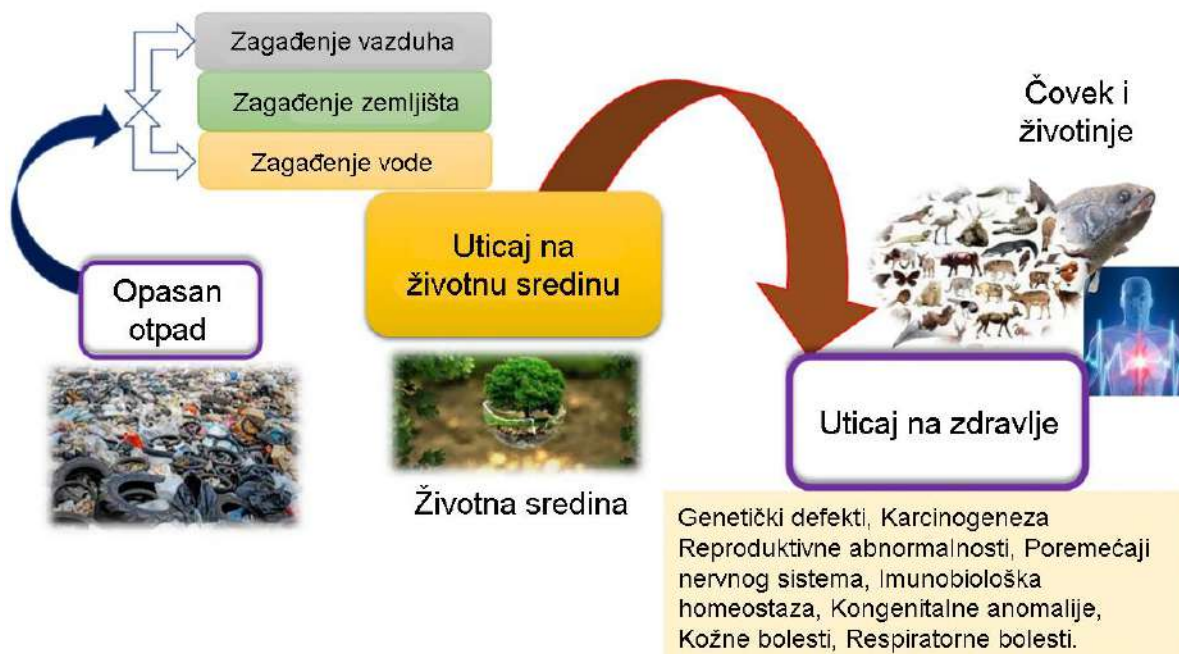 Zagađenje vazduha
Zagađenje zemljišta
Zagađenje vode
Opasan
otpad
Uticaj na
životnu sredinu
Životna sredina
Čovek i
životinje
Uticaj na zdravlje
Genetički defekti, Karcinogeneza
Reproduktivne abnormalnosti, Poremećaji
nervnog sistema, Imunobiološka
homeostaza, Kongenitalne anomalije,
Kožne bolesti, Respiratorne bolesti.